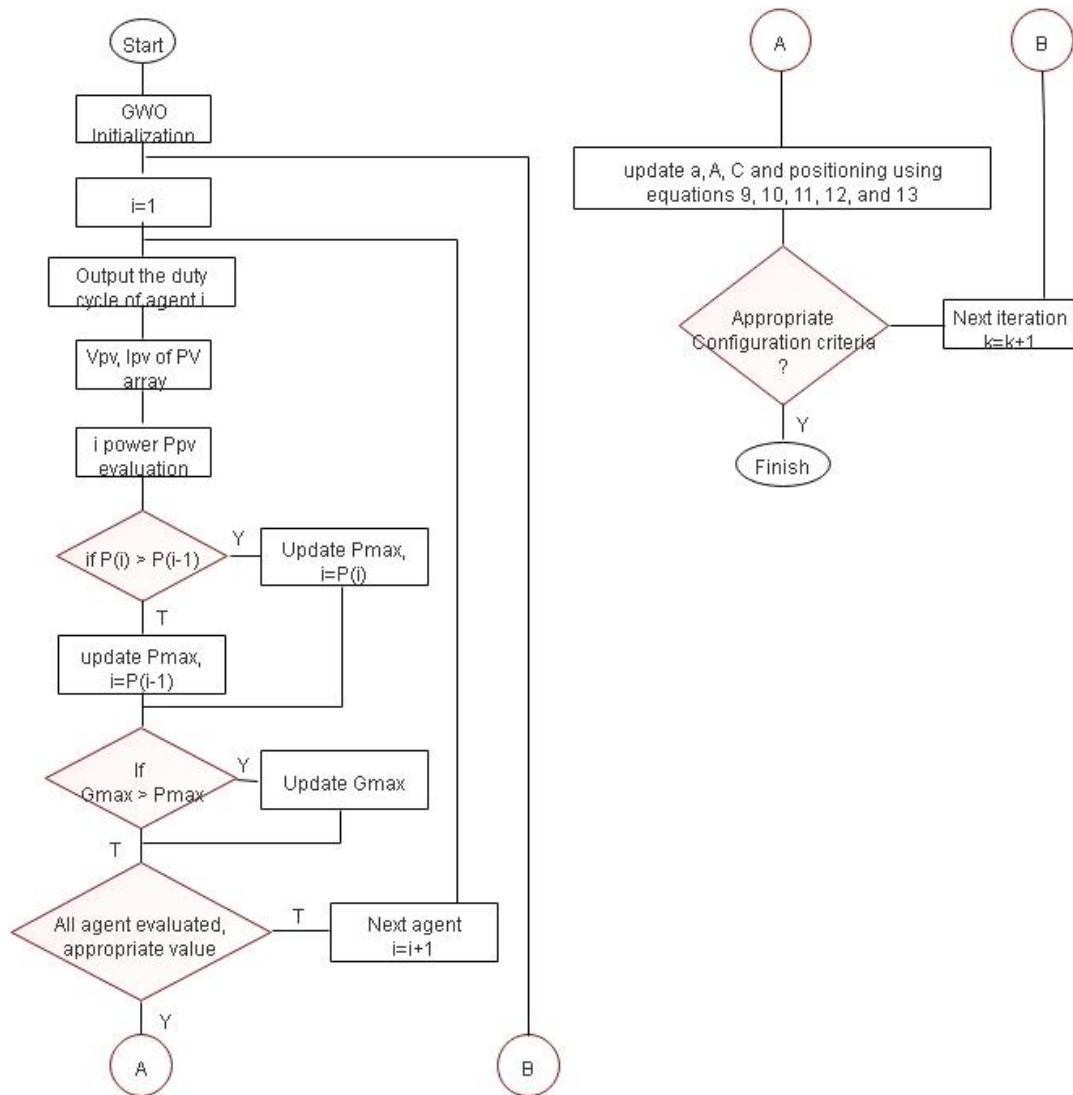 Start
GWO
Initialization
i=1
Output the duty
cycle of agent i
Vpv, Ipv of PV
array
i power Ppv
evaluation
if P(i) > P(i-1)
Y
Update Pmax,
i=P(i)
T
update Pmax,
i=P(i-1)
If
Gmax > Pmax
Y
Update Gmax
T
All agent evaluated,
appropriate value
T
Next agent
i=i+1
Y
A
B
A
B
update a, A, C and positioning using
equations 9, 10, 11, 12, and 13
Appropriate
Configuration criteria
?
Next iteration
k=k+1
Y
Finish